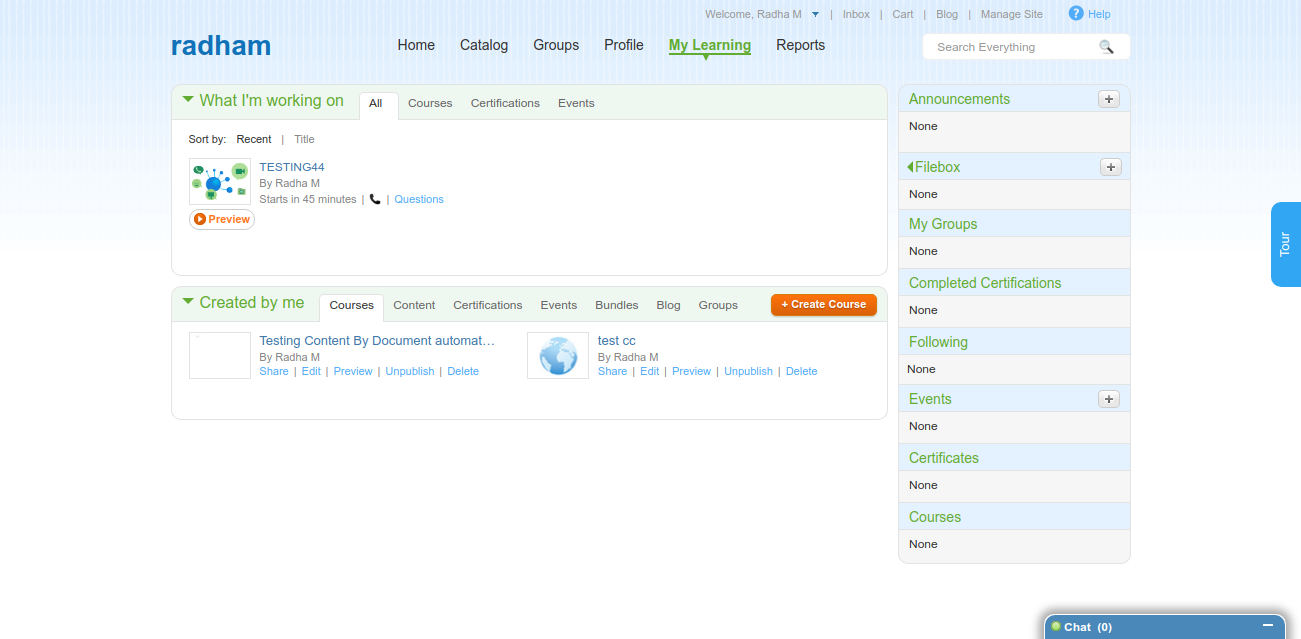 Welcome, Radha M | Inbox | Cart | Blog | Manage Site ? Help
radham
Home Catalog Groups Profile My Learning Reports
Search Everything
What I'm working on All Courses Certifications Events
Sort by: Recent | Title
TESTING44
By Radha M
Starts in 45 minutes | | Questions
Preview
Created by me Courses Content Certifications Events Bundles Blog Groups + Create Course
Testing Content By Document automat…
By Radha M
Share | Edit | Preview | Unpublish | Delete
test cc
By Radha M
Share | Edit | Preview | Unpublish | Delete
Announcements +
None
Filebox +
None
My Groups
None
Completed Certifications
None
Following
None
Events +
None
Certificates
None
Courses
None
Tour
Chat (0)